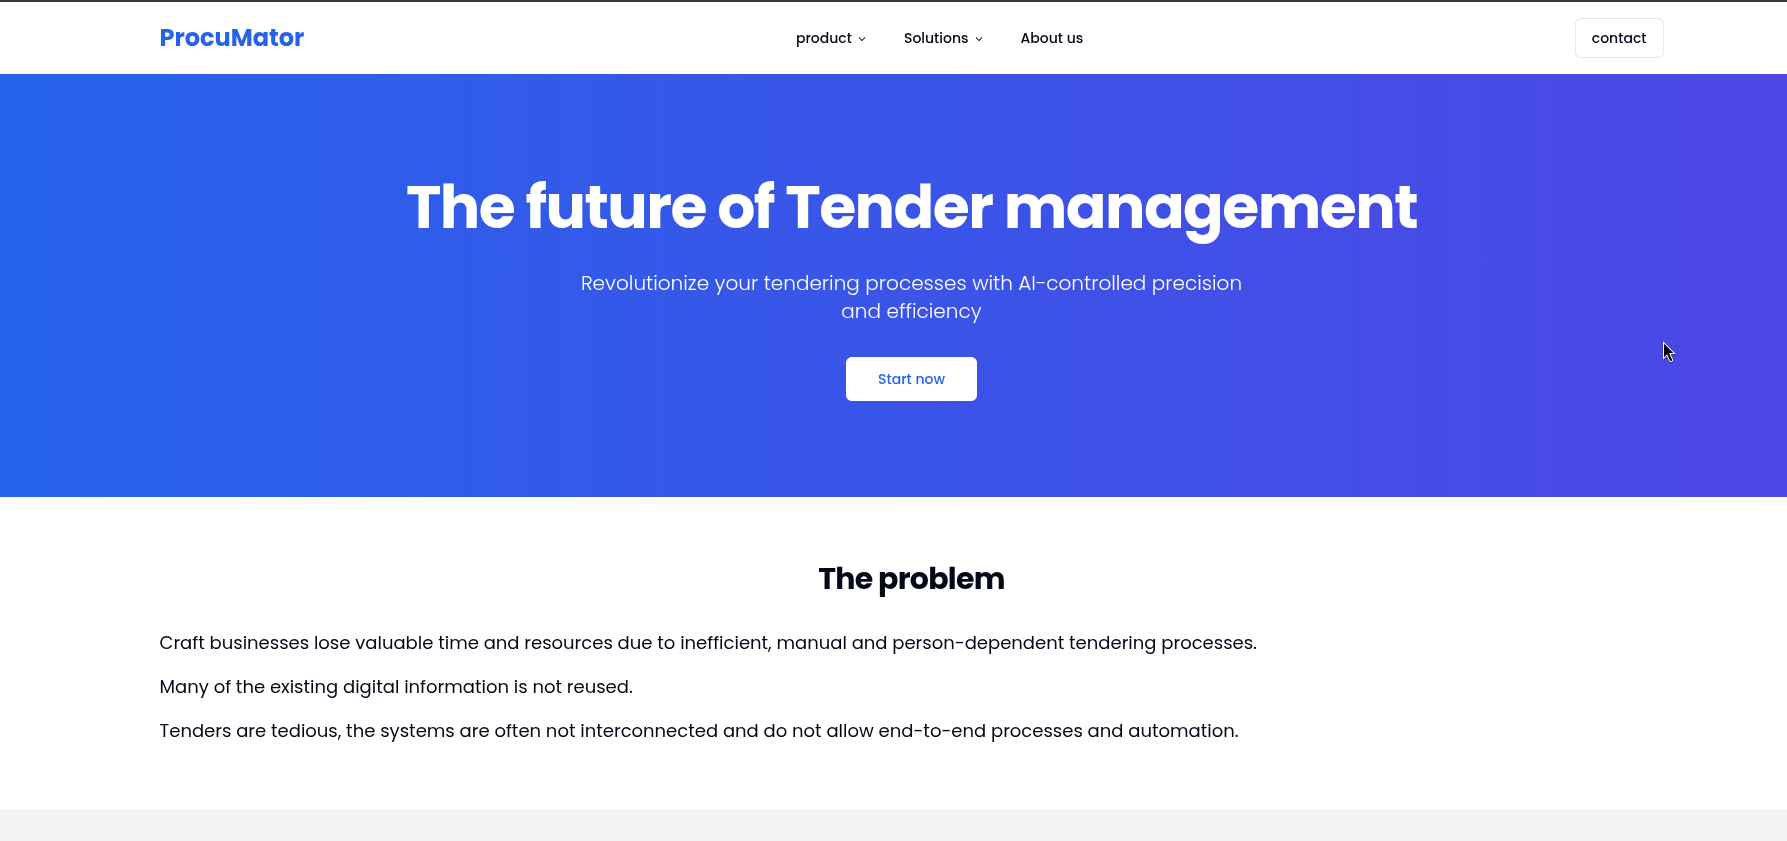 ProcuMator
product
Solutions
About us
contact
The future of Tender management
Revolutionize your tendering processes with AI-controlled precision
and efficiency
Start now
The problem
Craft businesses lose valuable time and resources due to inefficient, manual and person-dependent tendering processes.
Many of the existing digital information is not reused.
Tenders are tedious, the systems are often not interconnected and do not allow end-to-end processes and automation.